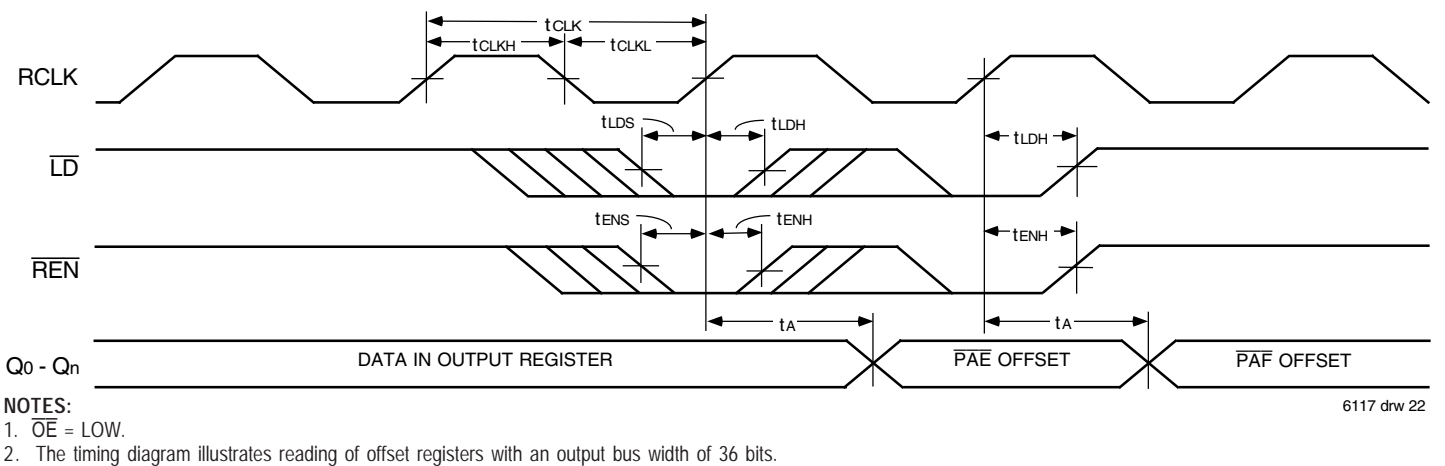 tCLK
tCLKH
tCLKL
RCLK
tLDS
tLDH
tLDH
LD
tENS
tENH
tENH
REN
tA
tA
Q0 - Qn
DATA IN OUTPUT REGISTER
PAE OFFSET
PAF OFFSET
NOTES:
6117 drw 22
1. OE = LOW.
2. The timing diagram illustrates reading of offset registers with an output bus width of 36 bits.